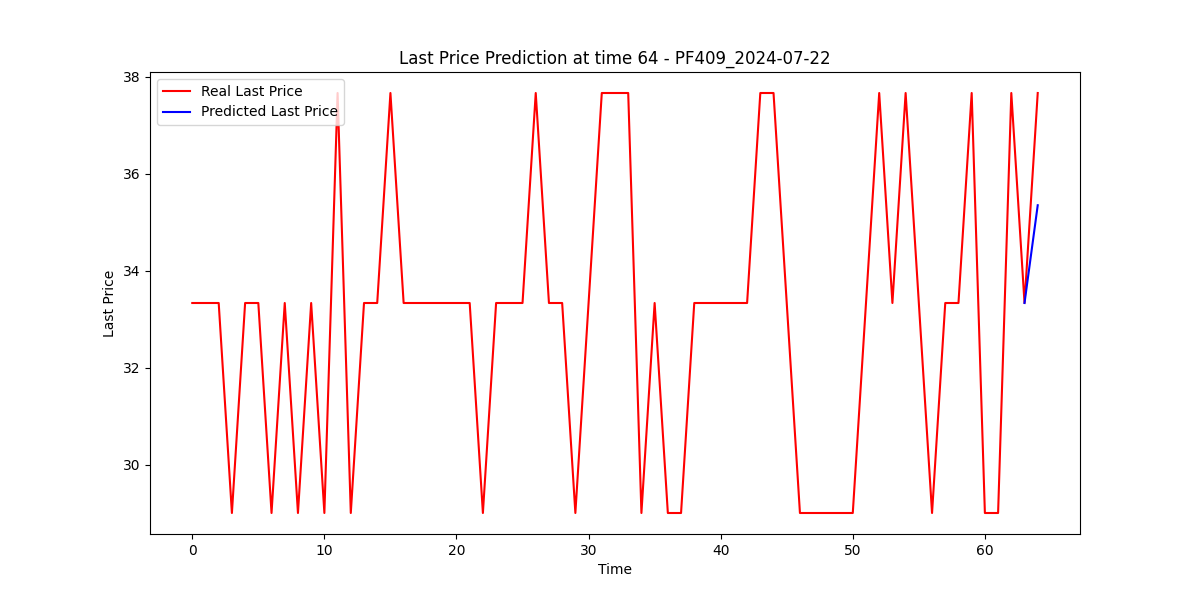 Last Price Prediction at time 64 - PF409_2024-07-22
Real Last Price
Predicted Last Price
Last Price
38
36
34
32
30
0 10 20 30 40 50 60
Time